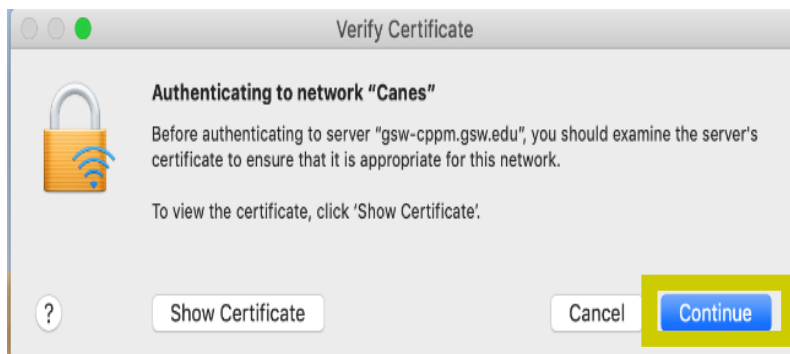 Verify Certificate
Authenticating to network “Canes”
Before authenticating to server “gsw-cppm.gsw.edu”, you should examine the server's
certificate to ensure that it is appropriate for this network.
To view the certificate, click ‘Show Certificate’.
? Show Certificate Cancel Continue